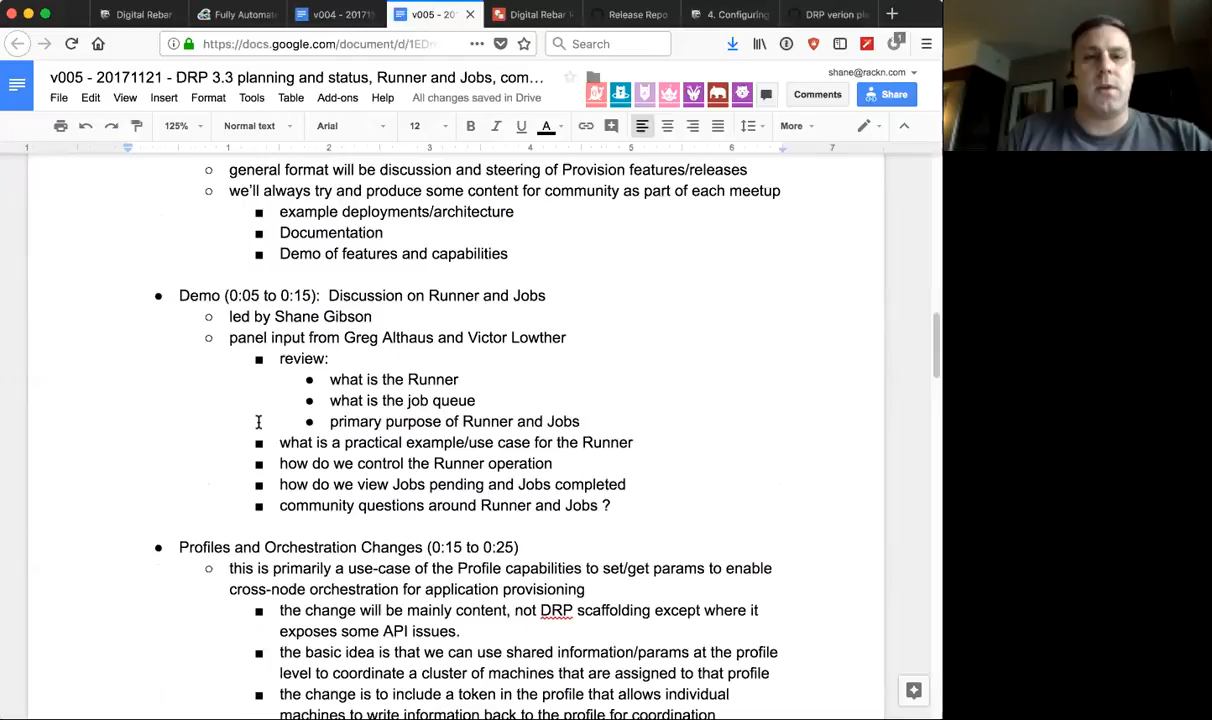 Digital Rebar
Fully Automate
v004 - 20171
v005 - 20
Digital Rebar
Release Repo
4. Configuring
DRP verion pl
https://docs.google.com/document/d/1EDr
Search
v005 - 20171121 - DRP 3.3 planning and status, Runner and Jobs, com…
shane@rackn.com
File Edit View Insert Format Tools Table Add-ons Help All changes saved in Drive
Comments
Share
125% Normal text Arial 12 B I U A More
1 1 2 3 4 5 6 7
general format will be discussion and steering of Provision features/releases
we'll always try and produce some content for community as part of each meetup
example deployments/architecture
Documentation
Demo of features and capabilities
Demo (0:05 to 0:15): Discussion on Runner and Jobs
led by Shane Gibson
panel input from Greg Althaus and Victor Lowther
review:
what is the Runner
what is the job queue
primary purpose of Runner and Jobs
what is a practical example/use case for the Runner
how do we control the Runner operation
how do we view Jobs pending and Jobs completed
community questions around Runner and Jobs ?
Profiles and Orchestration Changes (0:15 to 0:25)
this is primarily a use-case of the Profile capabilities to set/get params to enable
cross-node orchestration for application provisioning
the change will be mainly content, not DRP scaffolding except where it
exposes some API issues.
the basic idea is that we can use shared information/params at the profile
level to coordinate a cluster of machines that are assigned to that profile
the change is to include a token in the profile that allows individual
machines to write information back to the profile for coordination